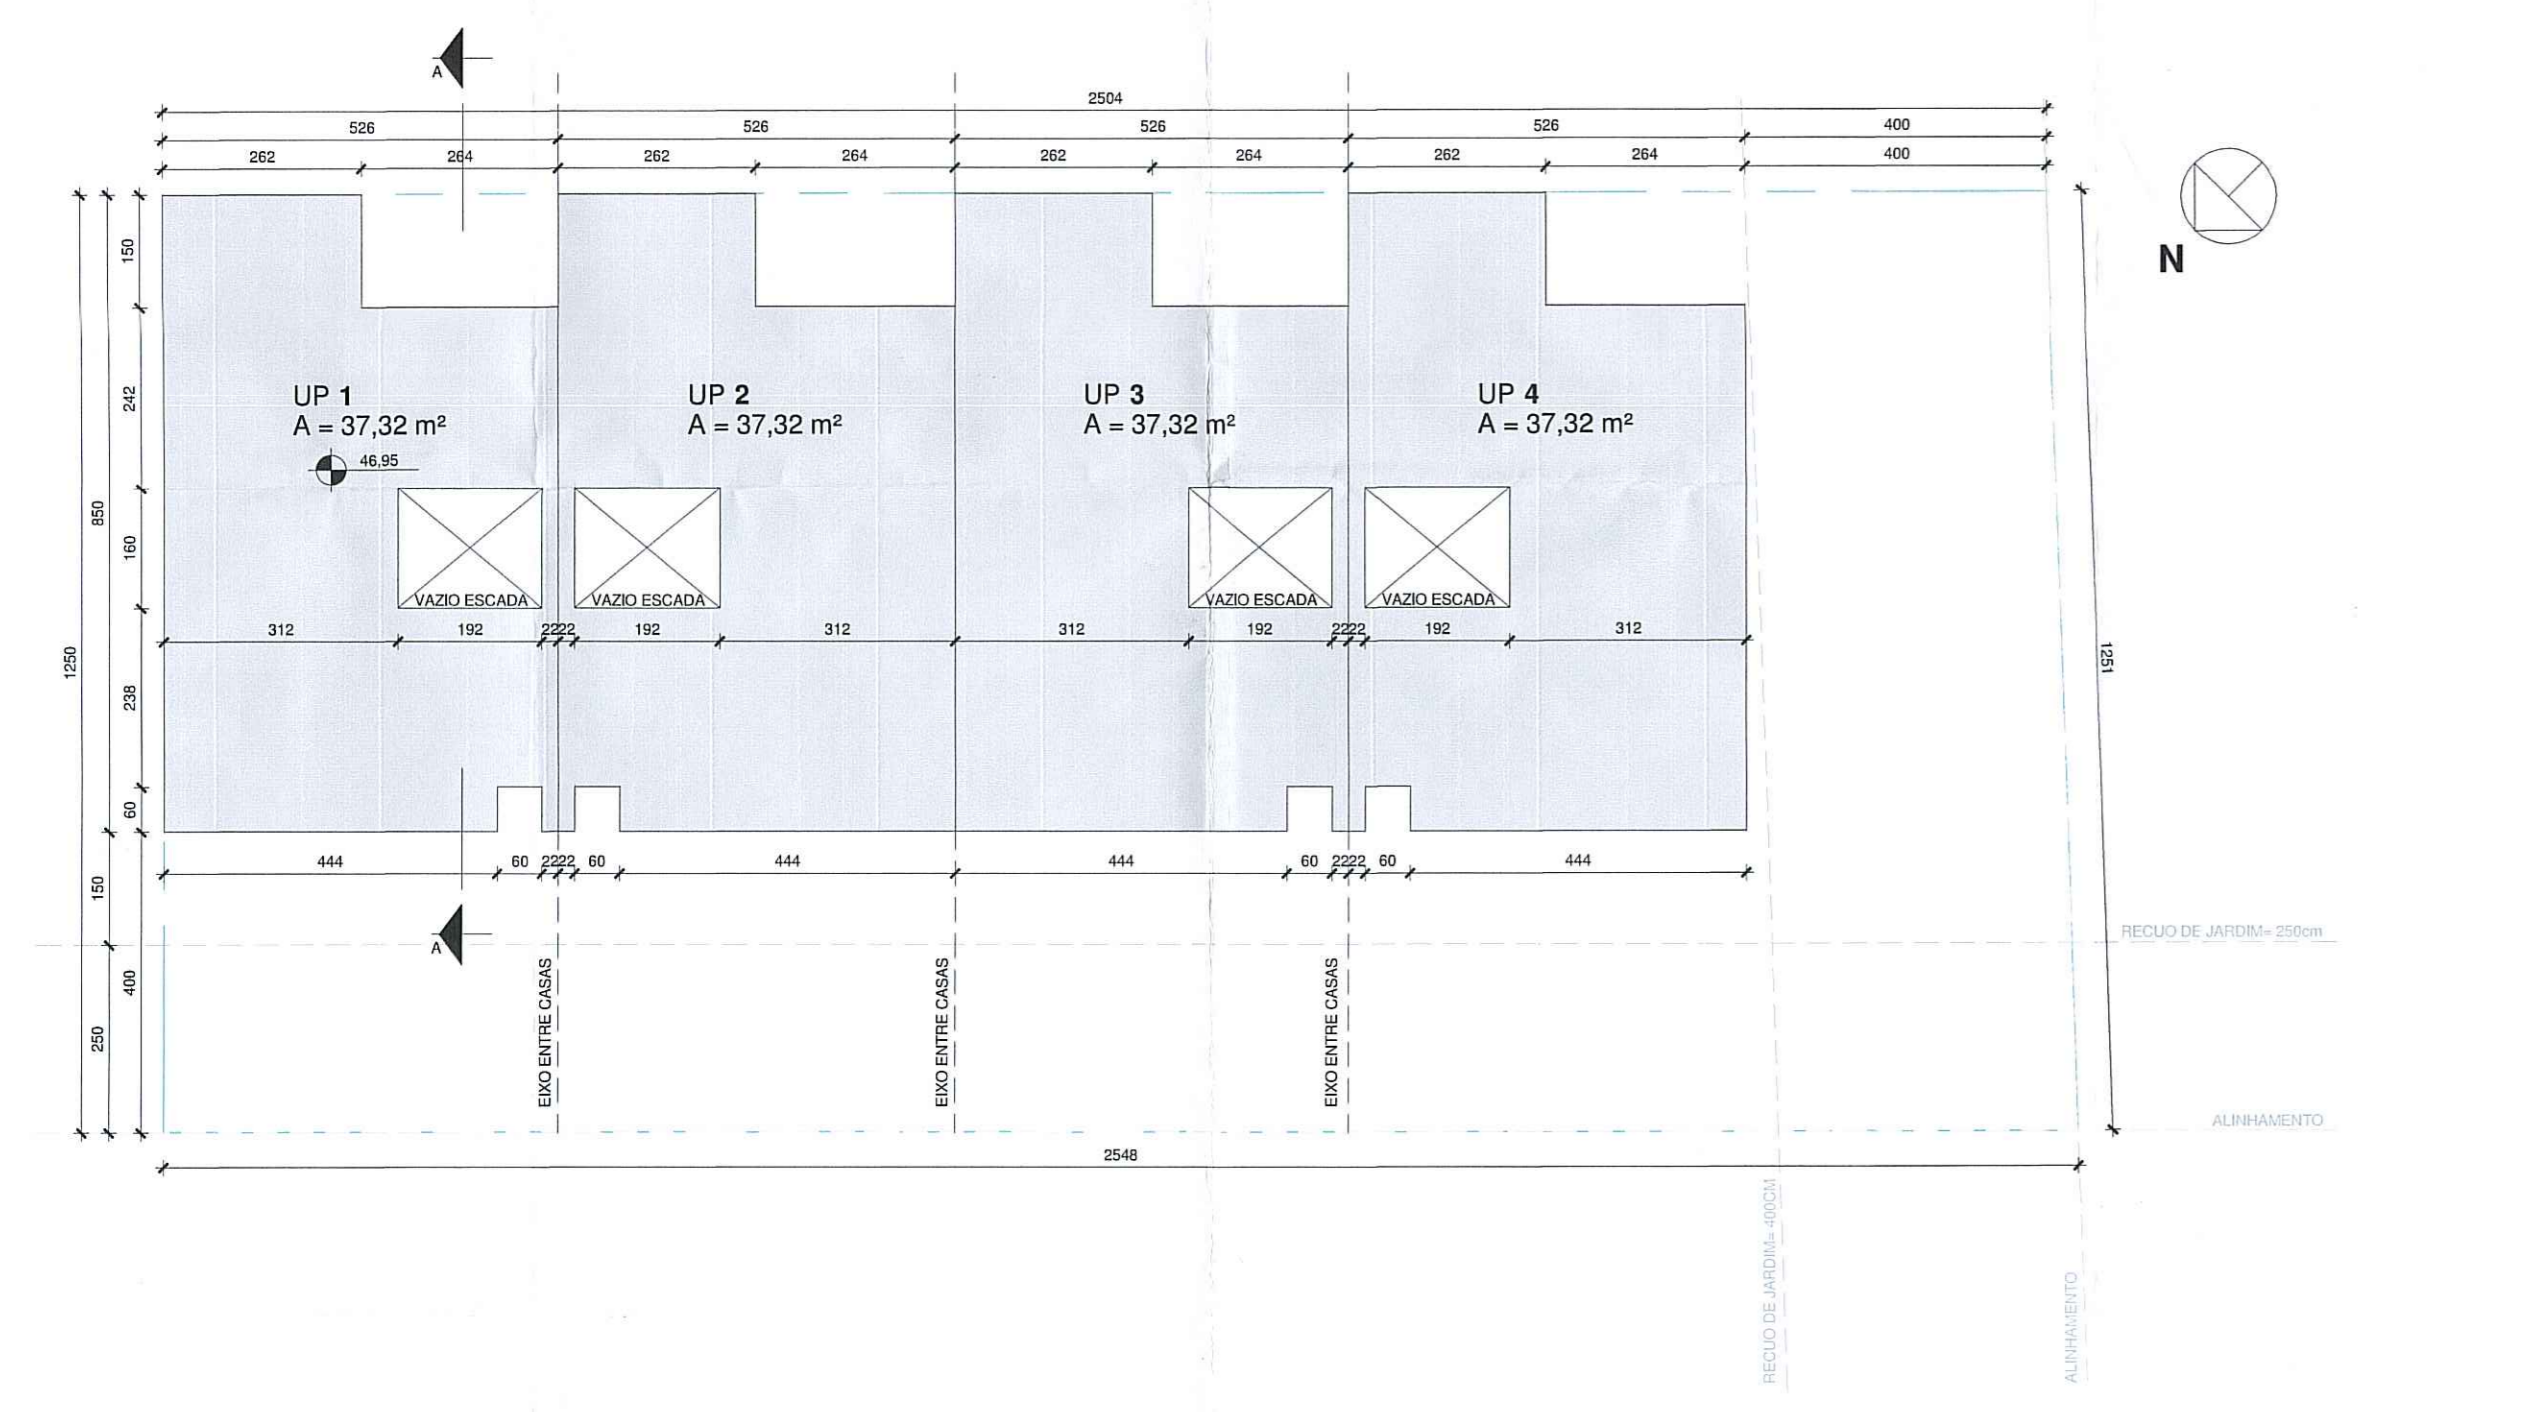 A
2504
526 526 526 526 400
262 264 262 264 262 264 262 264 400
N
150
242
160
238
60
400
850
150
250
1250
1251
UP 1
A = 37,32 m²
46,95
UP 2
A = 37,32 m²
UP 3
A = 37,32 m²
UP 4
A = 37,32 m²
VAZIO ESCADA VAZIO ESCADA VAZIO ESCADA VAZIO ESCADA
312 192 22 22 192 312 312 192 22 22 192 312
444 60 22 22 60 444 444 60 22 22 60 444
A
RECUO DE JARDIM= 250cm
EIXO ENTRE CASAS
EIXO ENTRE CASAS
EIXO ENTRE CASAS
ALINHAMENTO
2548
RECUO DE JARDIM= 400CM
ALINHAMENTO